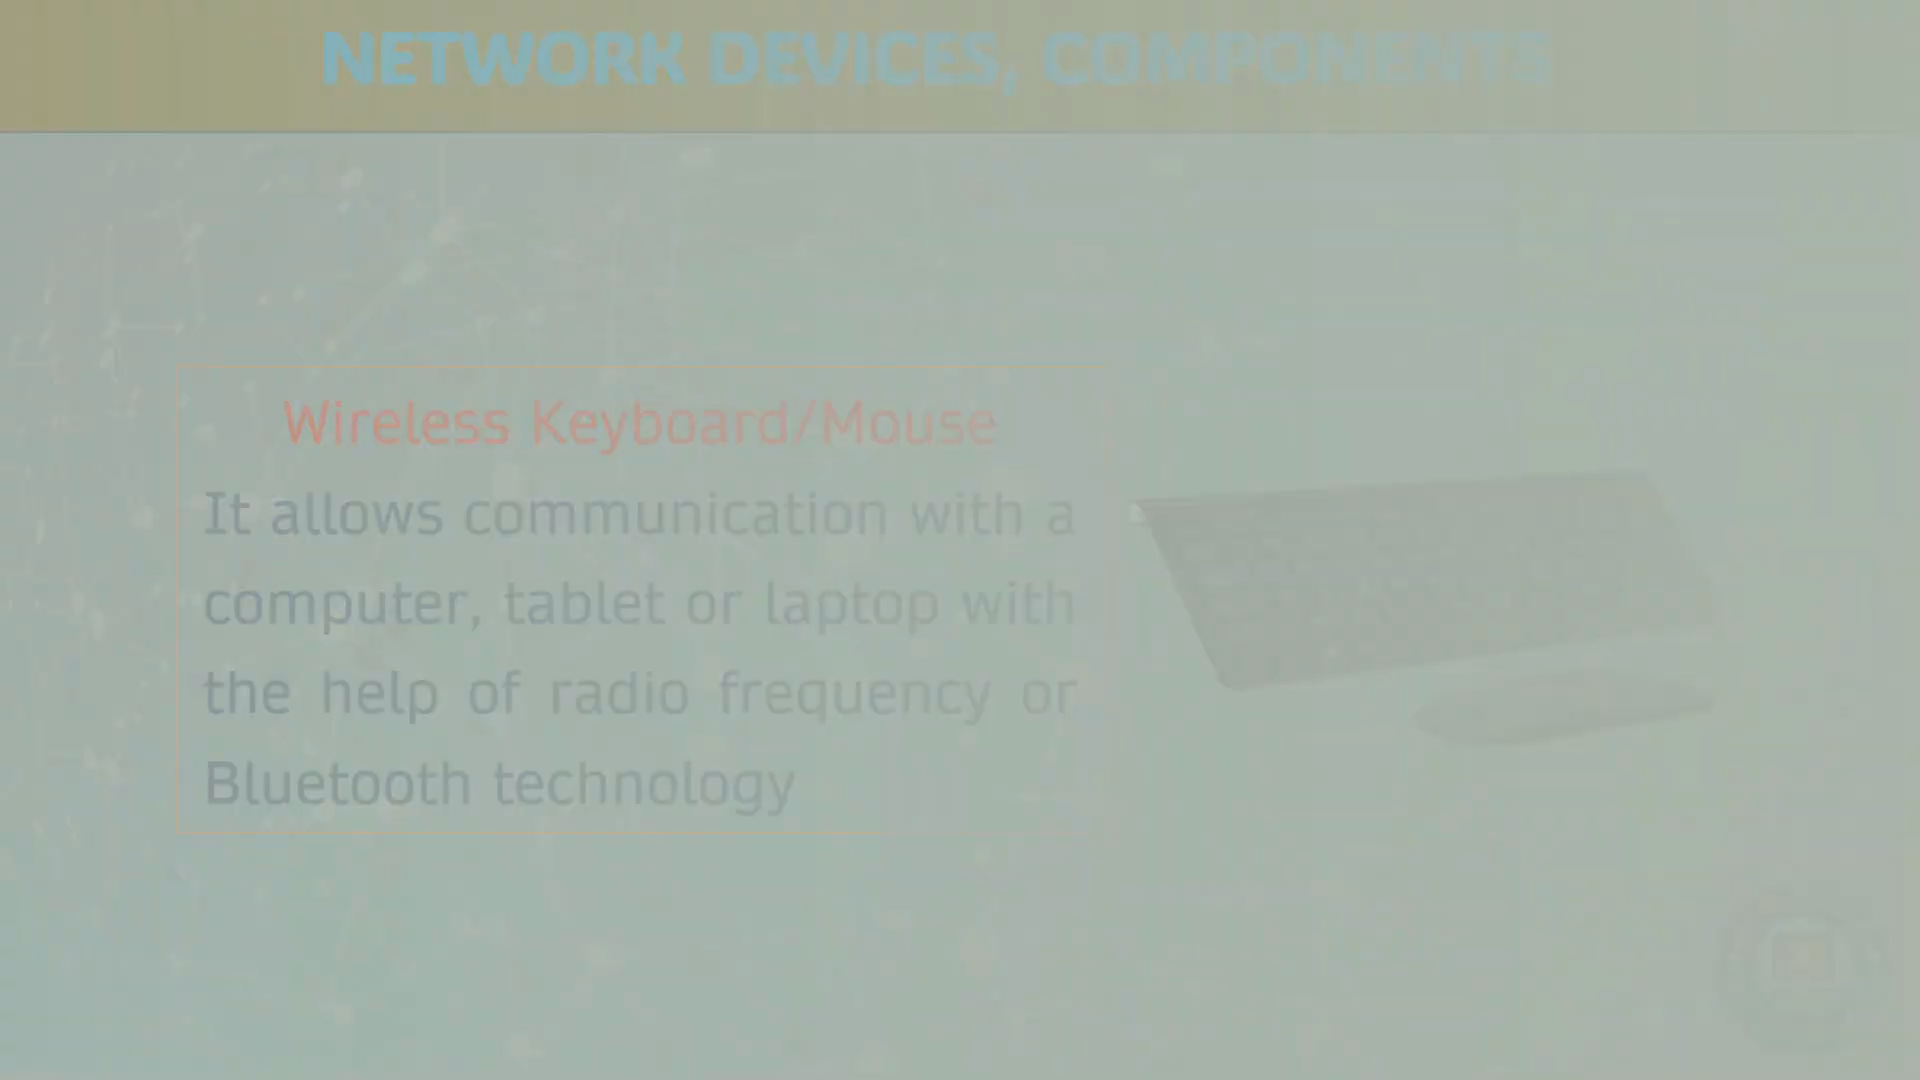 NETWORK DEVICES, COMPONENTS
Wireless Keyboard/Mouse
It allows communication with a
computer, tablet or laptop with
the help of radio frequency or
Bluetooth technology